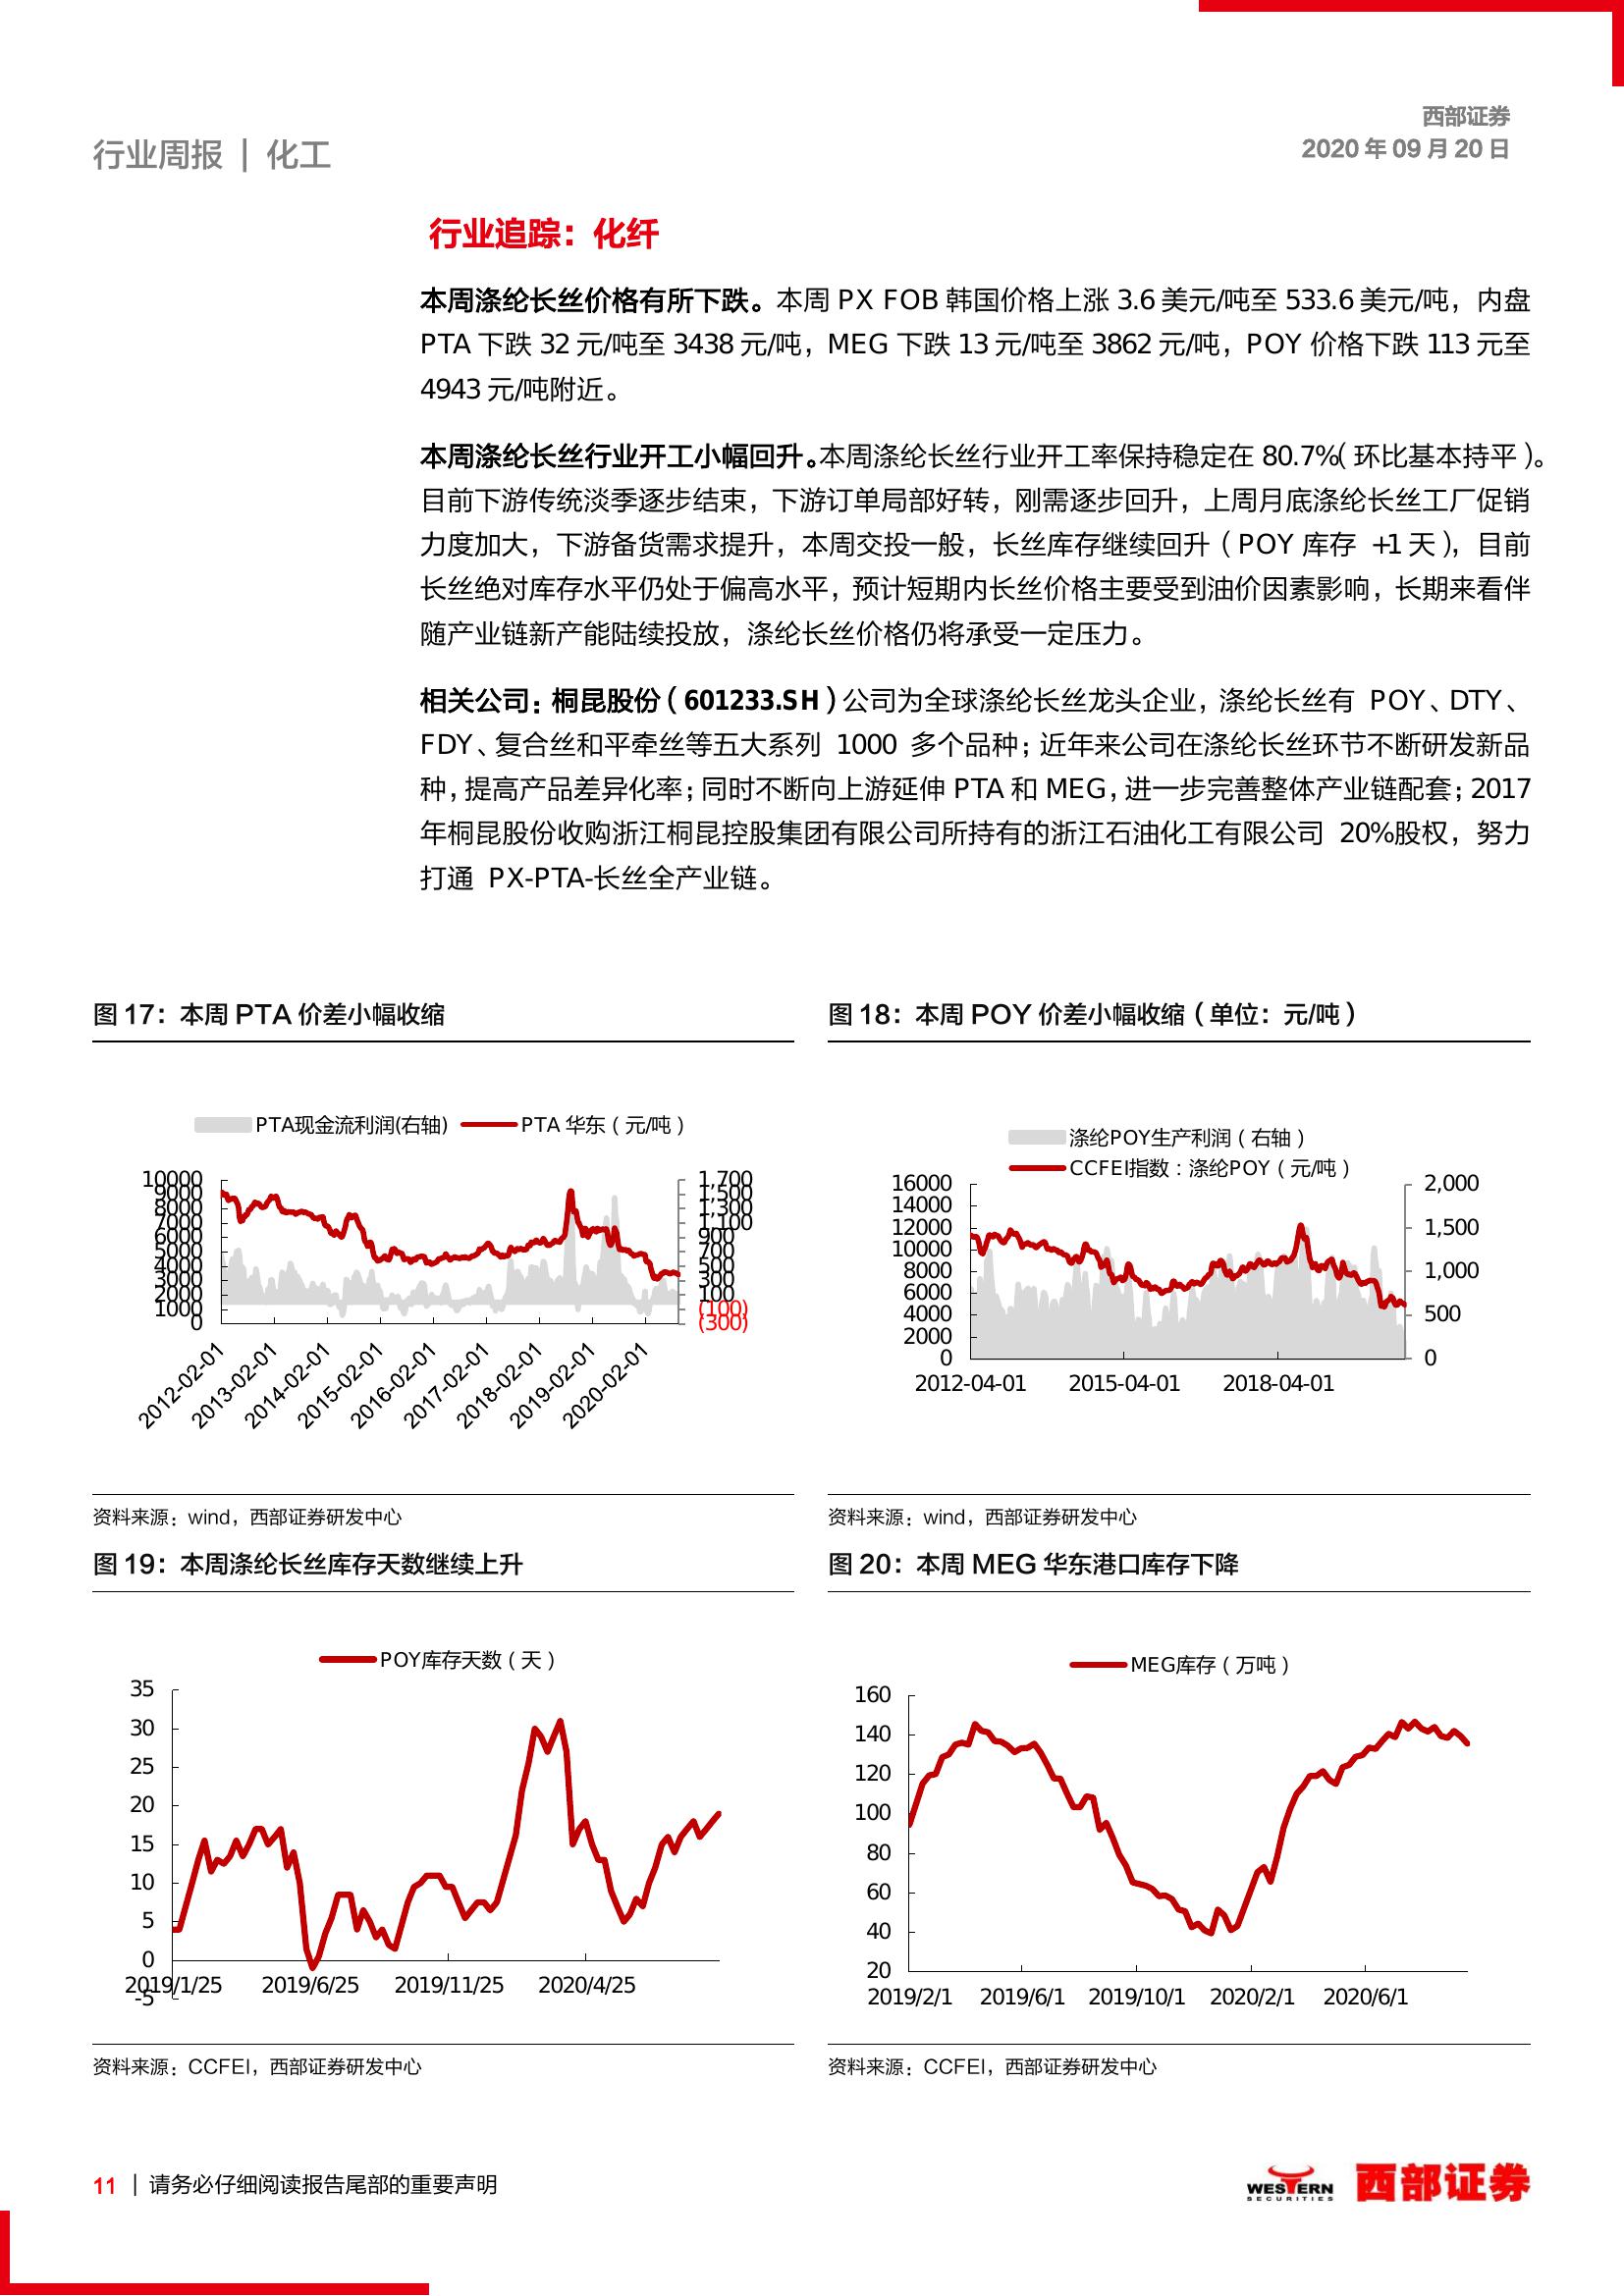 西部证券
行业周报 | 化工
2020 年 09 月 20 日
行业追踪：化纤
本周涤纶长丝价格有所下跌。本周 PX FOB 韩国价格上涨 3.6 美元/吨至 533.6 美元/吨，内盘
PTA 下跌 32 元/吨至 3438 元/吨，MEG 下跌 13 元/吨至 3862 元/吨，POY 价格下跌 113 元至
4943 元/吨附近。
本周涤纶长丝行业开工小幅回升。本周涤纶长丝行业开工率保持稳定在 80.7%（环比基本持平）。
目前下游传统淡季逐步结束，下游订单局部好转，刚需逐步回升，上周月底涤纶长丝工厂促销
力度加大，下游备货需求提升，本周交投一般，长丝库存继续回升（POY 库存 +1 天），目前
长丝绝对库存水平仍处于偏高水平，预计短期内长丝价格主要受到油价因素影响，长期来看伴
随产业链新产能陆续投放，涤纶长丝价格仍将承受一定压力。
相关公司：桐昆股份（601233.SH）公司为全球涤纶长丝龙头企业，涤纶长丝有 POY、DTY、
FDY、复合丝和平牵丝等五大系列 1000 多个品种；近年来公司在涤纶长丝环节不断研发新品
种，提高产品差异化率；同时不断向上游延伸 PTA 和 MEG，进一步完善整体产业链配套；2017
年桐昆股份收购浙江桐昆控股集团有限公司所持有的浙江石油化工有限公司 20%股权，努力
打通 PX-PTA-长丝全产业链。
图 17：本周 PTA 价差小幅收缩
PTA现金流利润(右轴) PTA 华东（元/吨）
10000
9000
8000
7000
6000
5000
4000
3000
2000
1000
0
1,700
1,500
1,300
1,100
900
700
500
300
100
(100)
(300)
2012-02-01 2013-02-01 2014-02-01 2015-02-01 2016-02-01 2017-02-01 2018-02-01 2019-02-01 2020-02-01
资料来源：wind，西部证券研发中心
图 18：本周 POY 价差小幅收缩（单位：元/吨）
涤纶POY生产利润（右轴）
CCFEI指数：涤纶POY（元/吨）
16000
14000
12000
10000
8000
6000
4000
2000
0
2,000
1,500
1,000
500
0
2012-04-01 2015-04-01 2018-04-01
资料来源：wind，西部证券研发中心
图 19：本周涤纶长丝库存天数继续上升
POY库存天数（天）
35
30
25
20
15
10
5
0
-5
2019/1/25 2019/6/25 2019/11/25 2020/4/25
资料来源：CCFEI，西部证券研发中心
图 20：本周 MEG 华东港口库存下降
MEG库存（万吨）
160
140
120
100
80
60
40
20
2019/2/1 2019/6/1 2019/10/1 2020/2/1 2020/6/1
资料来源：CCFEI，西部证券研发中心
11 | 请务必仔细阅读报告尾部的重要声明
WESTERN
SECURITIES
西部证券